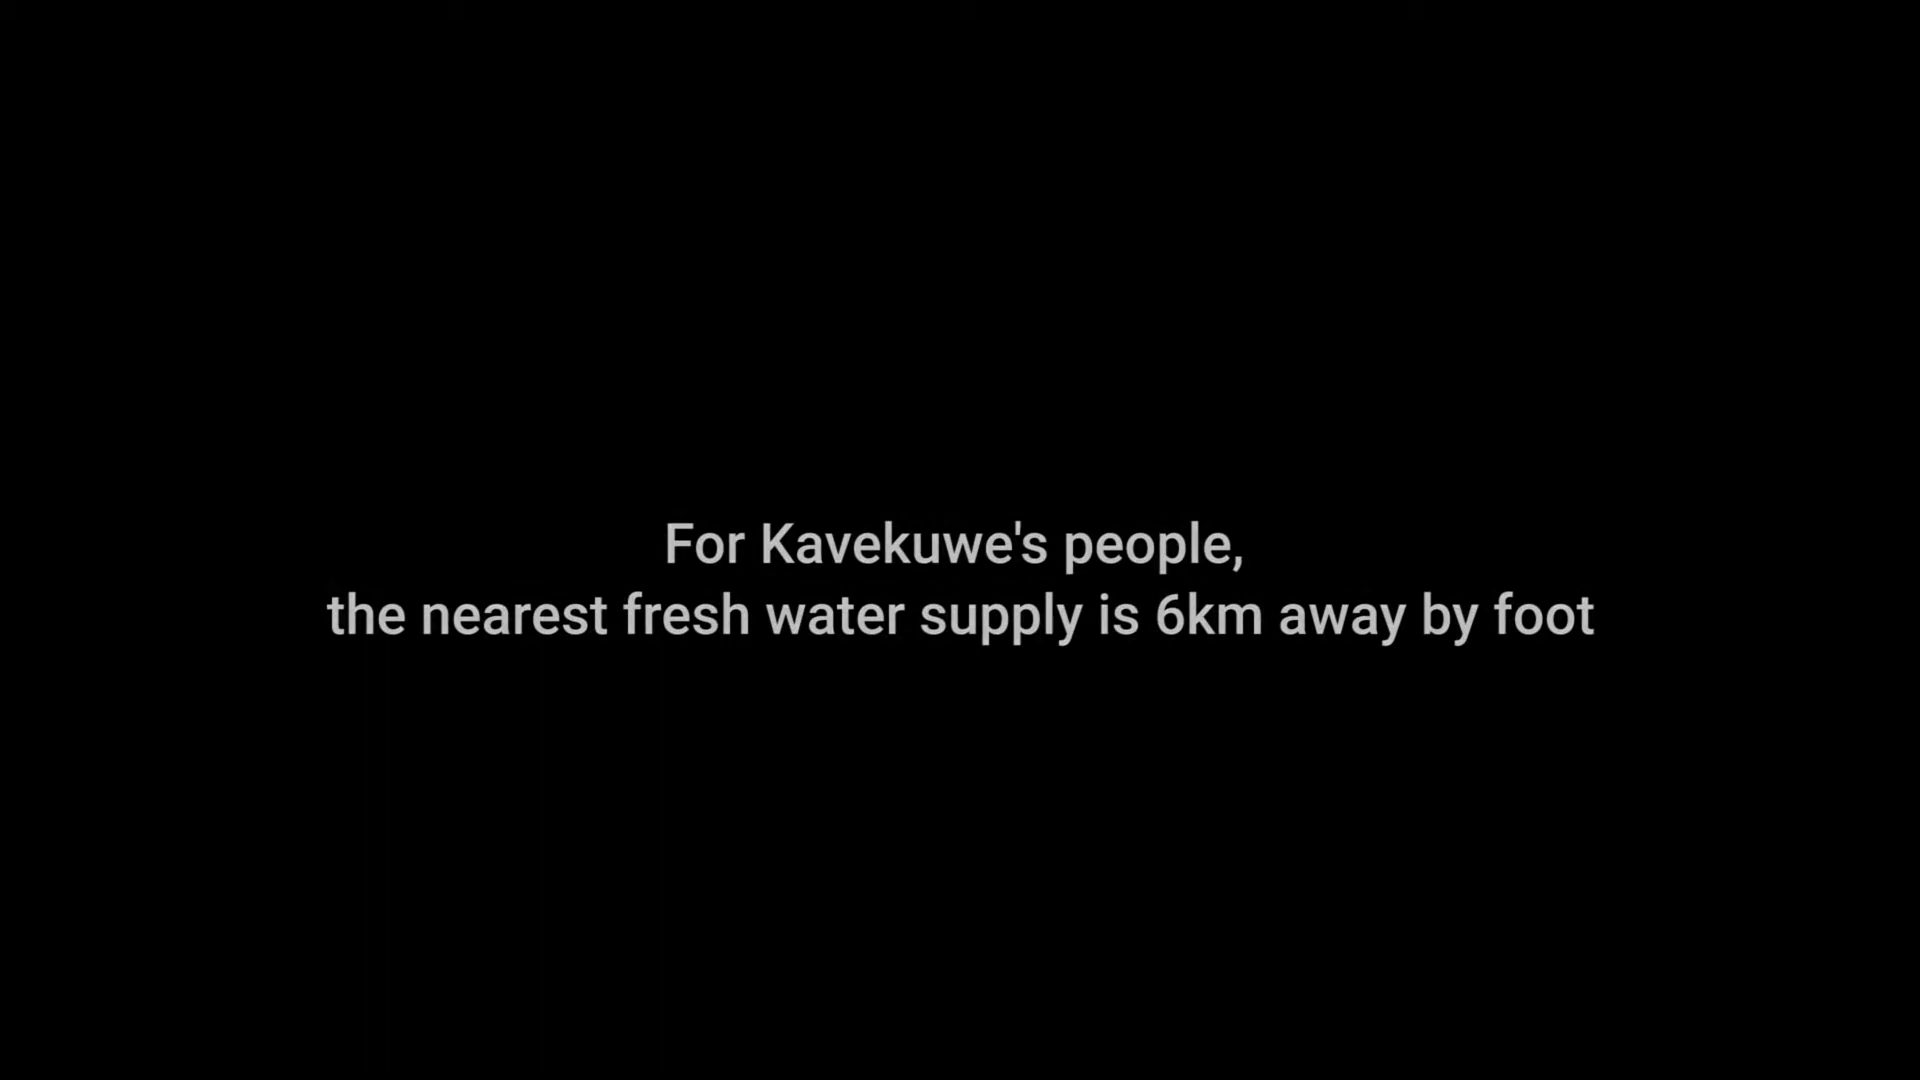 For Kavekuwe's people,
the nearest fresh water supply is 6km away by foot